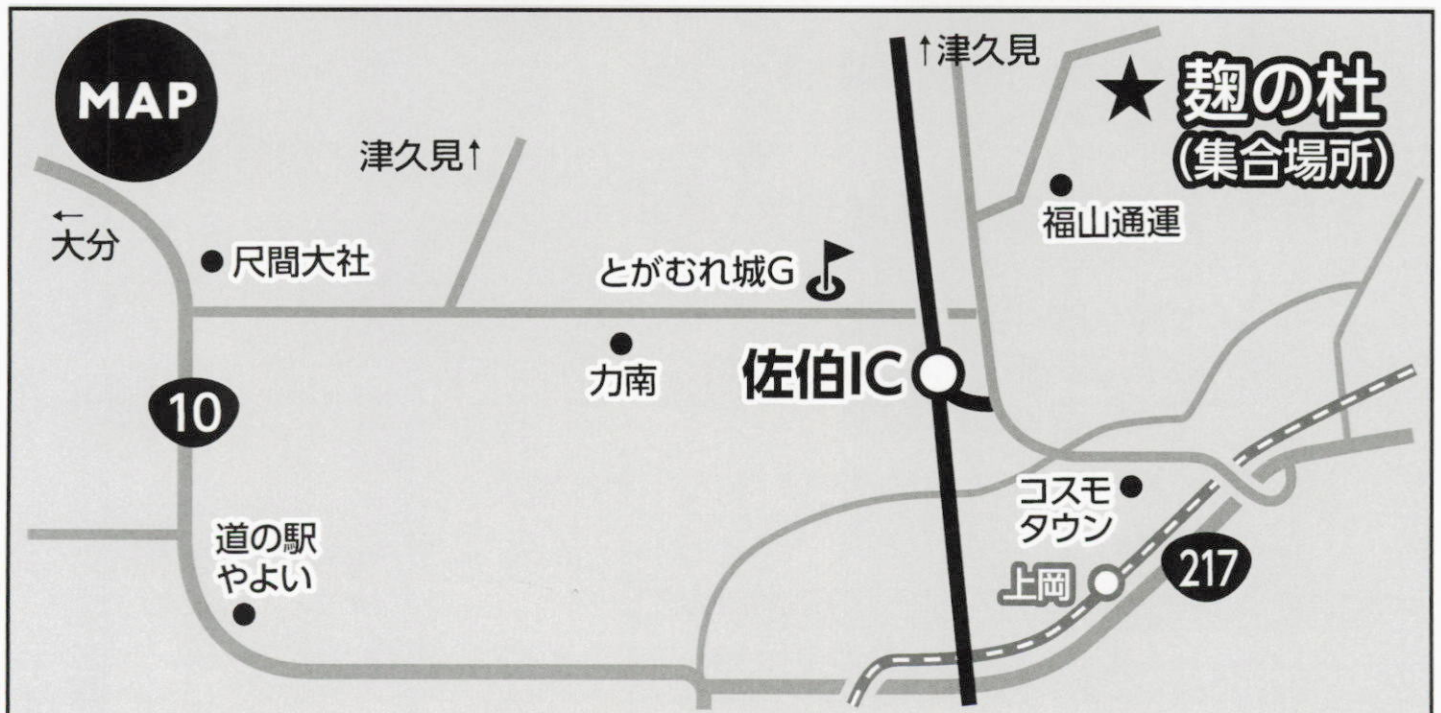 MAP
↑津久見
★麹の杜
(集合場所)
津久見↑
←
大分
尺間大社
とがむれ城G
福山通運
力南
佐伯IC
10
道の駅
やよい
コスモ
タウン
上岡
217